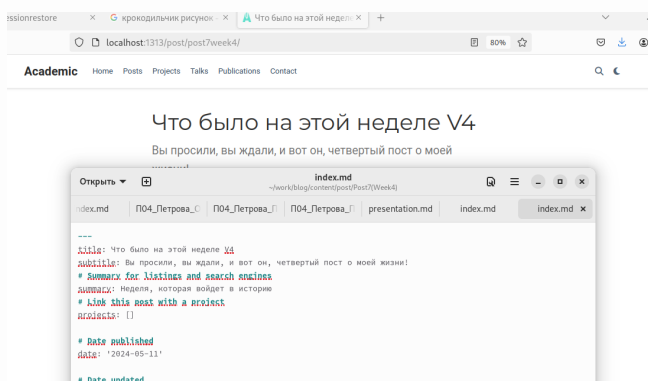 essionrestore × G крокодильчик рисунок - × Что было на этой неделе × +
localhost:1313/post/post7week4/ 80%
Academic Home Posts Projects Talks Publications Contact
Что было на этой неделе V4
Вы просили, вы ждали, и вот он, четвертый пост о моей
Открыть index.md
~/work/blog/content/post/Post7(Week4)
ndex.md П04_Петрова_С П04_Петрова_П П04_Петрова_П presentation.md index.md index.md ×
---
title: Что было на этой неделе V4
subtitle: Вы просили, вы ждали, и вот он, четвертый пост о моей жизни!
# Summary for listings and search engines
summary: Неделя, которая войдет в историю
# Link this post with a project
projects: []
# Date published
date: '2024-05-11'
# Date updated